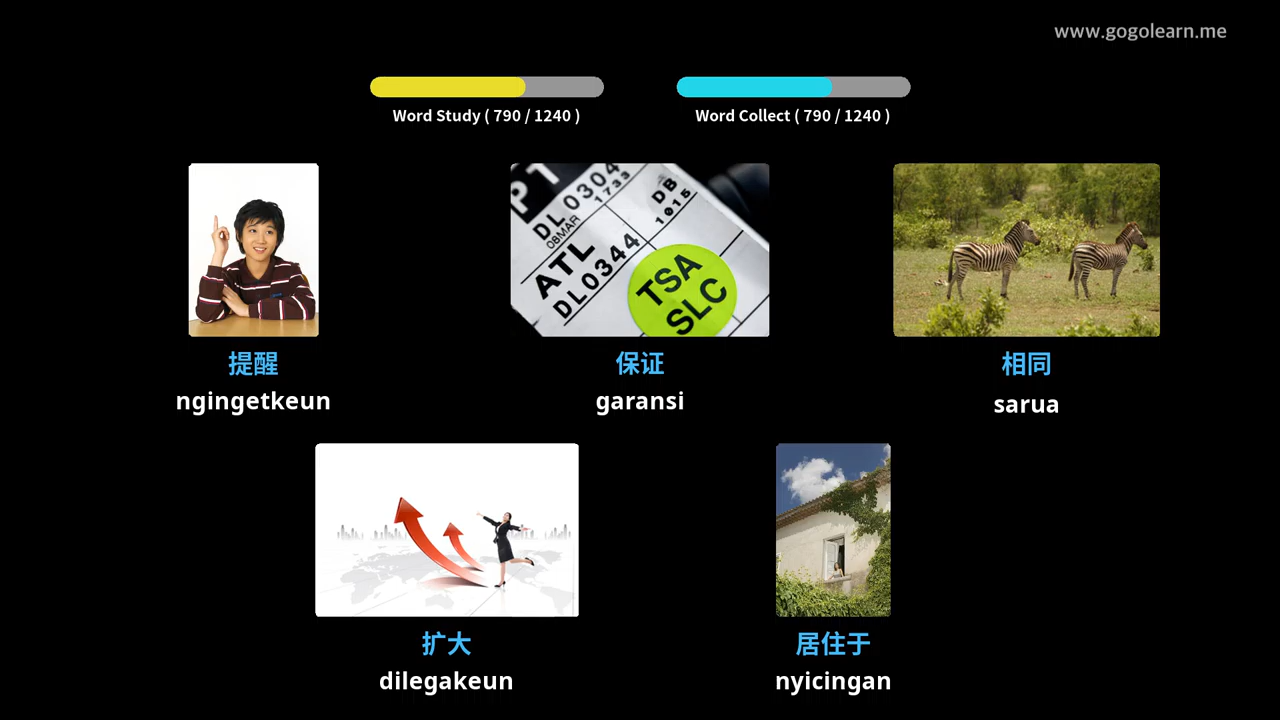 www.gogolearn.me
Word Study ( 790 / 1240 )
Word Collect ( 790 / 1240 )
P1
DL0304
1733
08MAR
DB
1015
ATL
DL0344
TSA
SLC
提醒
ngingetkeun
保证
garansi
相同
sarua
扩大
dilegakeun
居住于
nyicingan